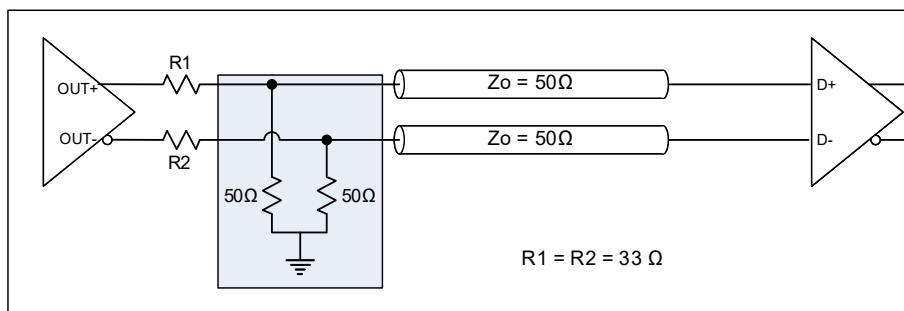 R1
OUT+
Zo = 50Ω
D+
OUT-
Zo = 50Ω
D-
R2
50Ω
50Ω
R1 = R2 = 33 Ω